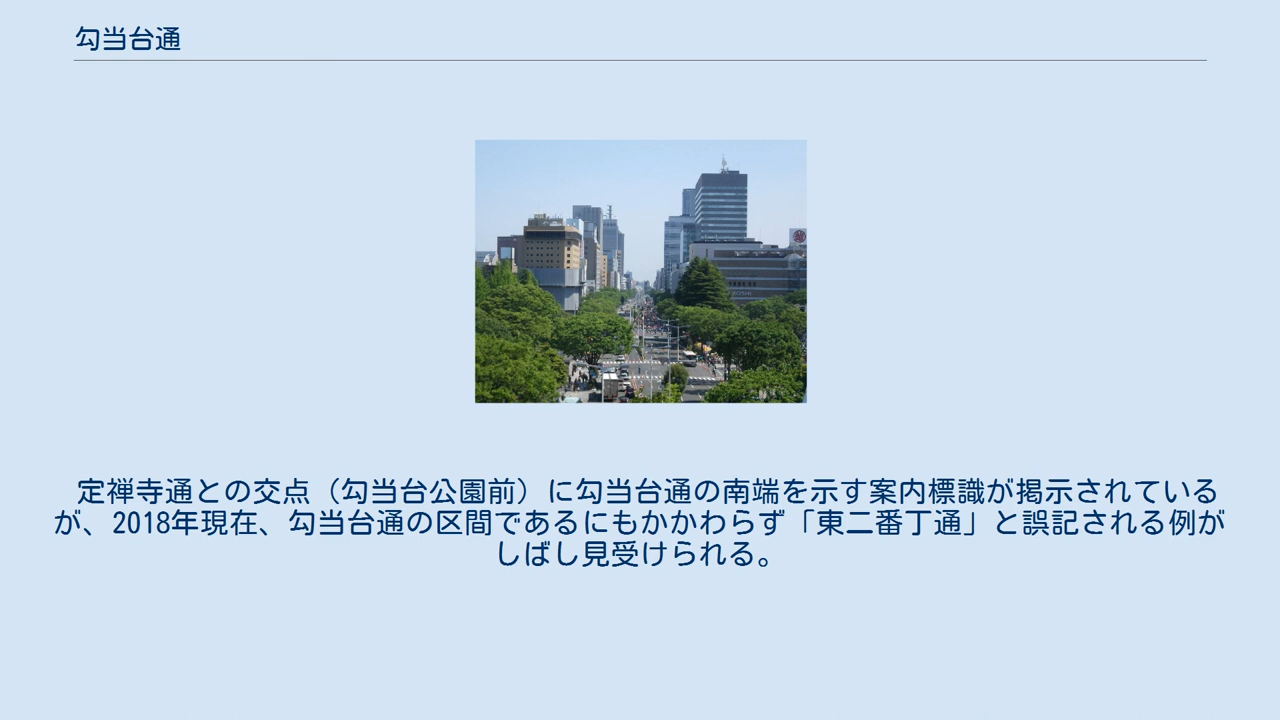 勾当台通
定禅寺通との交点（勾当台公園前）に勾当台通の南端を示す案内標識が掲示されている
が、2018年現在、勾当台通の区間であるにもかかわらず「東二番丁通」と誤記される例が
しばし見受けられる。